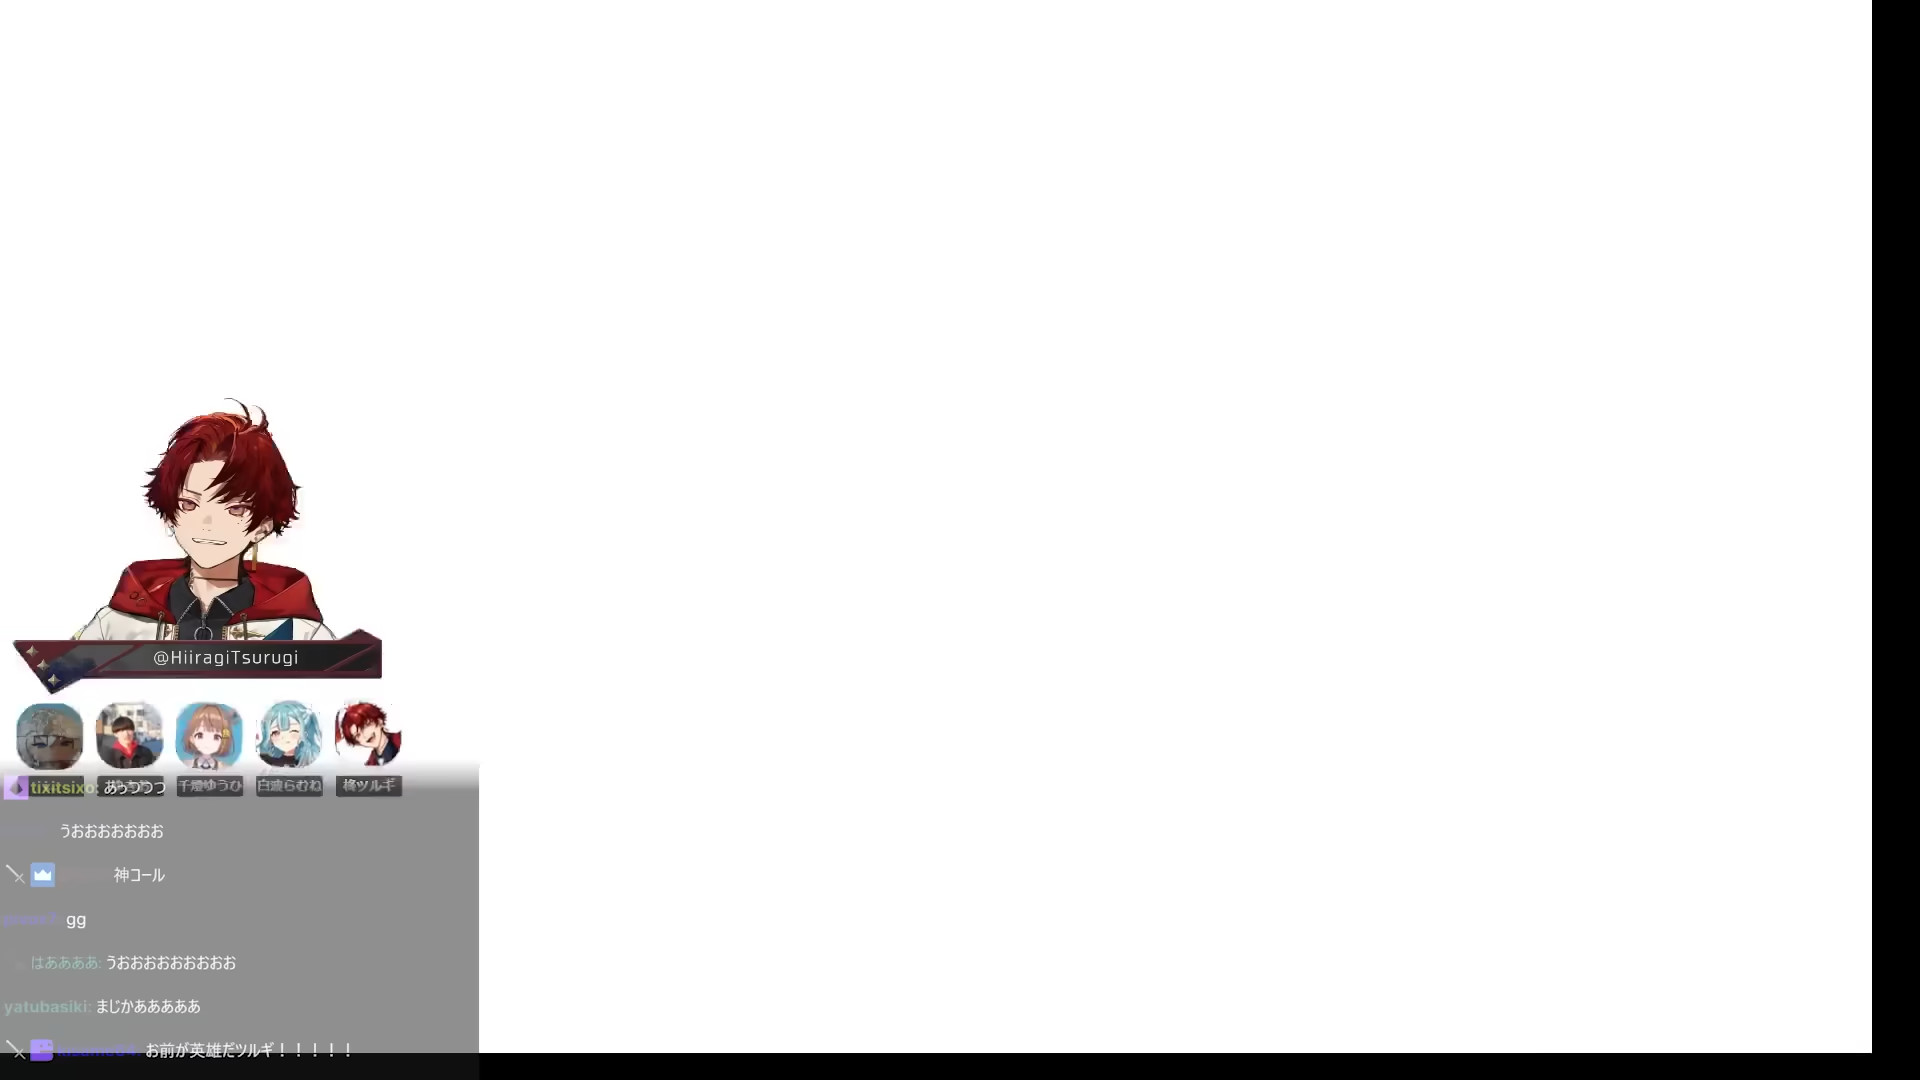 @HiiragiTsurugi
千燈ゆうひ
白波らむね
柊ツルギ
tixitsixo: あっつつつ
うおおおおおおお
神コール
gg
はああああ: うおおおおおおおおお
yatubasiki: まじかあああああ
お前が英雄だツルギ！！！！！